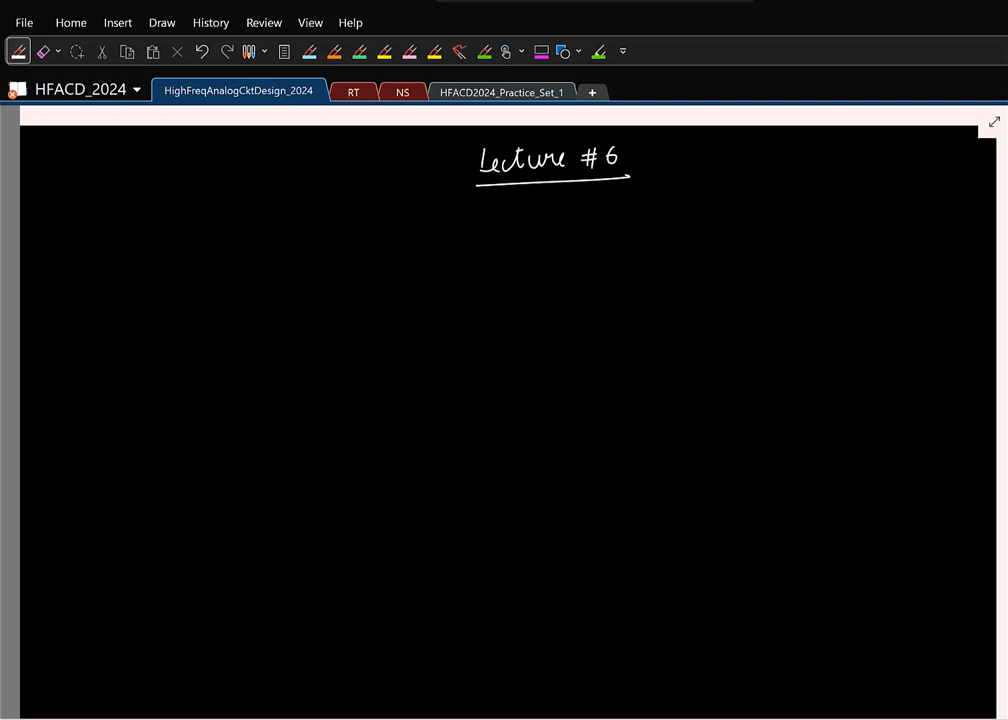 File Home Insert Draw History Review View Help
HFACD_2024 HighFreqAnalogCktDesign_2024 RT NS HFACD2024_Practice_Set_1
Lecture #6